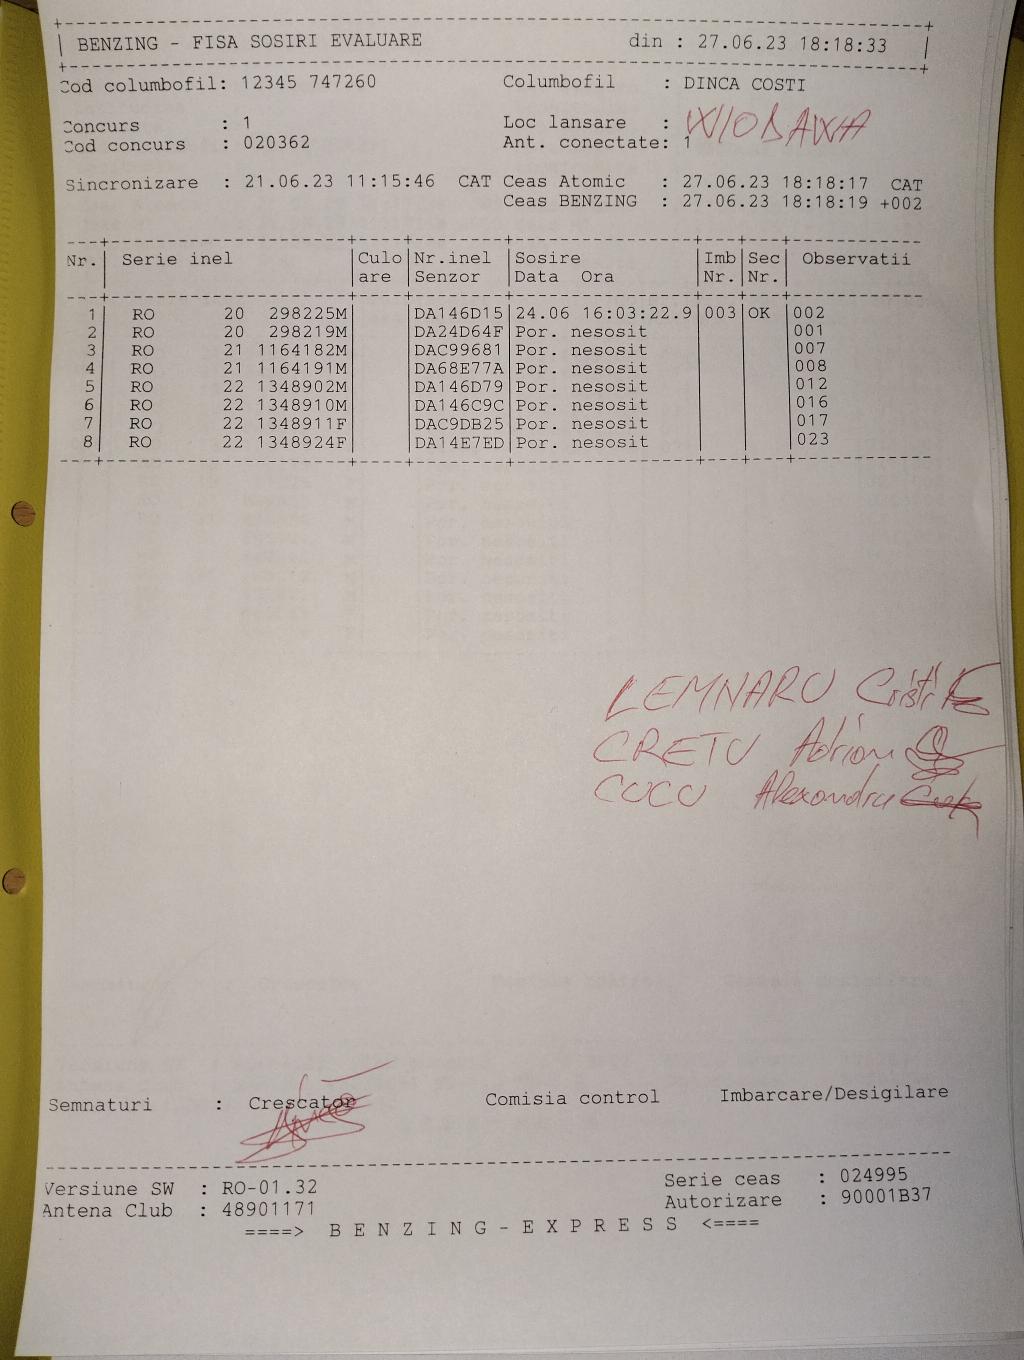 BENZING - FISA SOSIRI EVALUARE din : 27.06.23 18:18:33
Cod columbofil: 12345 747260 Columbofil : DINCA COSTI
Concurs : 1 Loc lansare : WIODAWA
Cod concurs : 020362 Ant. conectate: 1
Sincronizare : 21.06.23 11:15:46 CAT Ceas Atomic : 27.06.23 18:18:17 CAT
Ceas BENZING : 27.06.23 18:18:19 +002
Nr. Serie inel Culo Nr.inel Sosire Imb Sec Observatii
are Senzor Data Ora Nr. Nr.
1 RO 20 298225M DA146D15 24.06 16:03:22.9 003 OK 002
2 RO 20 298219M DA24D64F Por. nesosit 001
3 RO 21 1164182M DAC99681 Por. nesosit 007
4 RO 21 1164191M DA68E77A Por. nesosit 008
5 RO 22 1348902M DA146D79 Por. nesosit 012
6 RO 22 1348910M DA146C9C Por. nesosit 016
7 RO 22 1348911F DAC9DB25 Por. nesosit 017
8 RO 22 1348924F DA14E7ED Por. nesosit 023
LEMNARU Cristi
CRETU Adrian
CUCU Alexandru
Semnaturi : Crescator Comisia control Imbarcare/Desigilare
Versiune SW : RO-01.32 Serie ceas : 024995
Antena Club : 48901171 Autorizare : 90001B37
====> B E N Z I N G - E X P R E S S <====